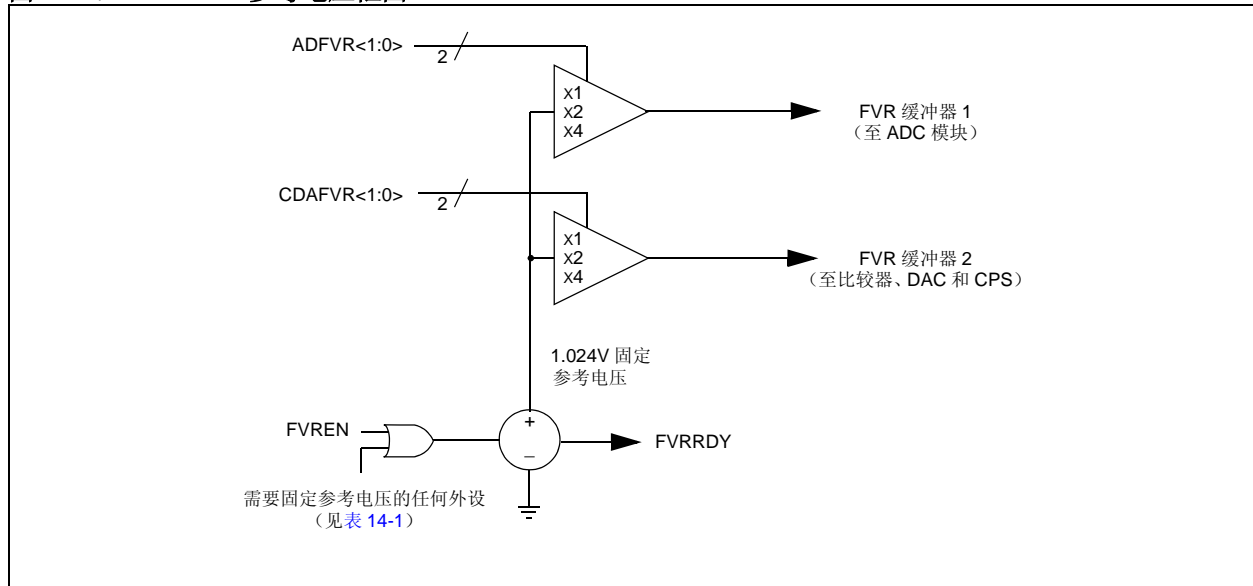 ADFVR<1:0>
2
X1
X2
X4
FVR 缓冲器 1
（至 ADC 模块）
CDAFVR<1:0>
2
X1
X2
X4
FVR 缓冲器 2
（至比较器、DAC 和 CPS）
1.024V 固定
参考电压
FVREN
+
_
FVRRDY
需要固定参考电压的任何外设
（见表 14-1）